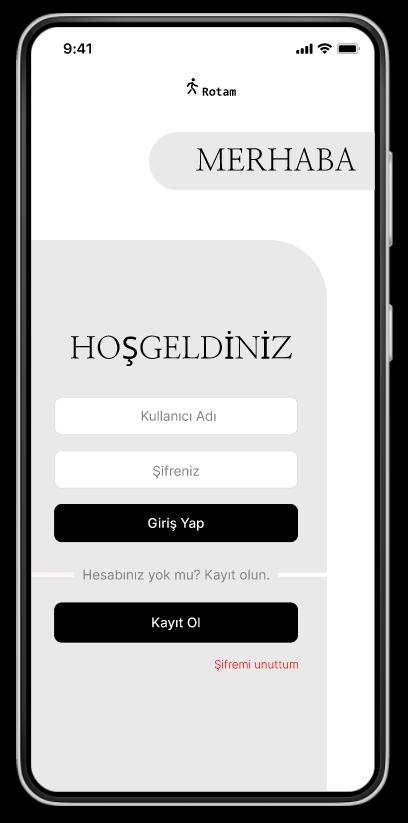 9:41
Rotam
MERHABA
HOŞGELDİNİZ
Kullanıcı Adı
Şifreniz
Giriş Yap
Hesabınız yok mu? Kayıt olun.
Kayıt Ol
Şifremi unuttum